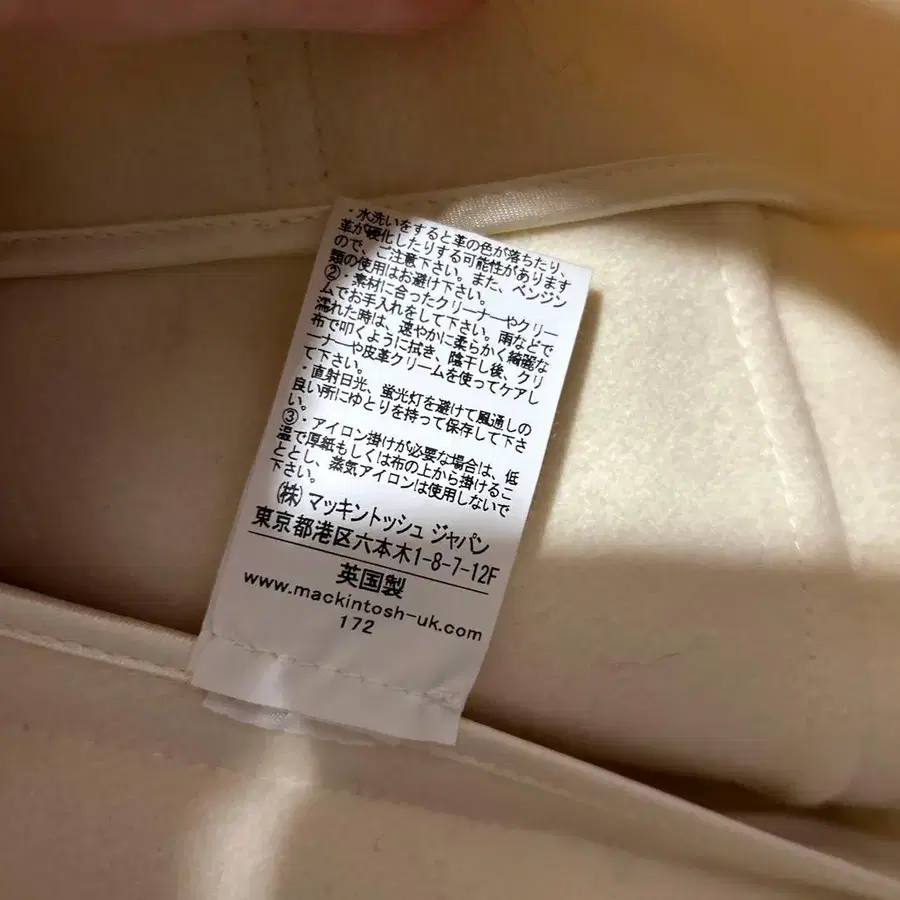 ・水洗いをすると革の色が落ちたり、
革が硬化したりする可能性があります
ので、ご注意下さい。また、ベンジン
類の使用はお避け下さい。
②・素材に合ったクリーナーやクリー
ムでお手入れをして下さい。雨などで
濡れた時は、速やかに柔らかく綺麗な
布で叩くように拭き、陰干し後、クリ
ーナーや皮革クリームを使ってケアし
て下さい。
・直射日光、蛍光灯を避けて風通しの
良い所にゆとりを持って保存して下さ
い。
③・アイロン掛けが必要な場合は、低
温で厚紙もしくは布の上から掛けるこ
ととし、蒸気アイロンは使用しないで
下さい。
(株)マッキントッシュ ジャパン
東京都港区六本木1-8-7-12F
英国製
www.mackintosh-uk.com
172